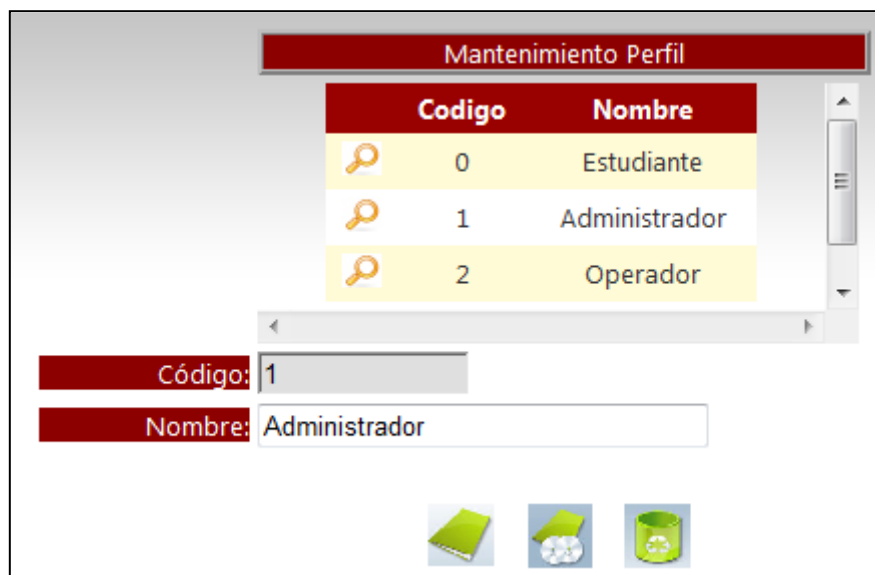 Mantenimiento Perfil
Codigo Nombre
0 Estudiante
1 Administrador
2 Operador
Código: 1
Nombre: Administrador